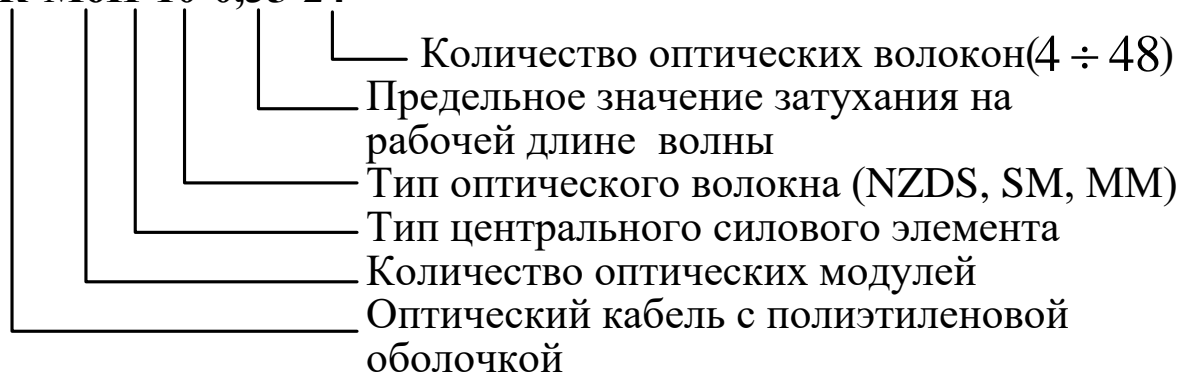 Количество оптических волокон(4 ÷ 48)
Предельное значение затухания на
рабочей длине волны
Тип оптического волокна (NZDS, SM, MM)
Тип центрального силового элемента
Количество оптических модулей
Оптический кабель с полиэтиленовой
оболочкой